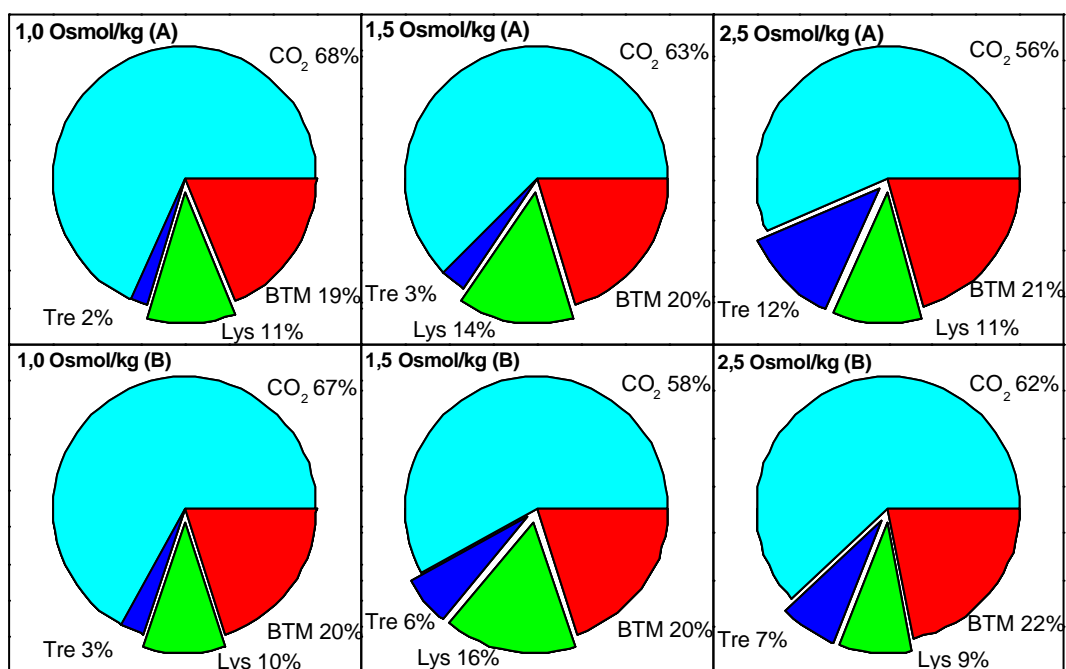 1,0 Osmol/kg (A)
CO₂ 68%
BTM 19%
Tre 2%
Lys 11%
1,5 Osmol/kg (A)
CO₂ 63%
BTM 20%
Tre 3%
Lys 14%
2,5 Osmol/kg (A)
CO₂ 56%
BTM 21%
Tre 12%
Lys 11%
1,0 Osmol/kg (B)
CO₂ 67%
BTM 20%
Tre 3%
Lys 10%
1,5 Osmol/kg (B)
CO₂ 58%
BTM 20%
Tre 6%
Lys 16%
2,5 Osmol/kg (B)
CO₂ 62%
BTM 22%
Tre 7%
Lys 9%